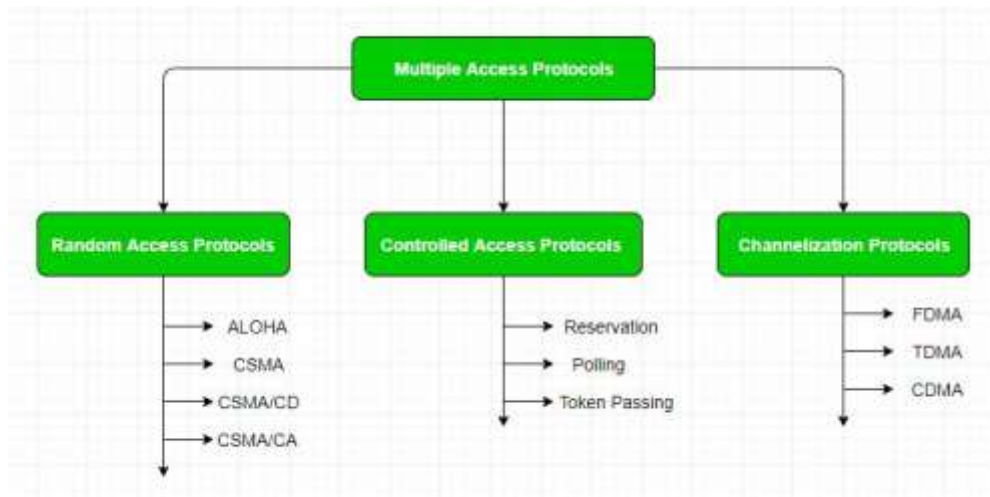 Multiple Access Protocols
Random Access Protocols
Controlled Access Protocols
Channelization Protocols
ALOHA
CSMA
CSMA/CD
CSMA/CA
Reservation
Polling
Token Passing
FDMA
TDMA
CDMA